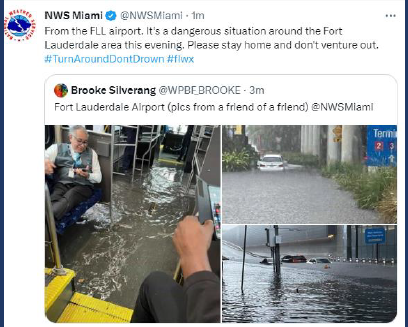 NWS Miami @NWSMiami · 1m
From the FLL airport. It's a dangerous situation around the Fort
Lauderdale area this evening. Please stay home and don't venture out.
#TurnAroundDontDrown #flwx
Brooke Silverang @WPBF_BROOKE · 3m
Fort Lauderdale Airport (pics from a friend of a friend) @NWSMiami
Termin
2 3